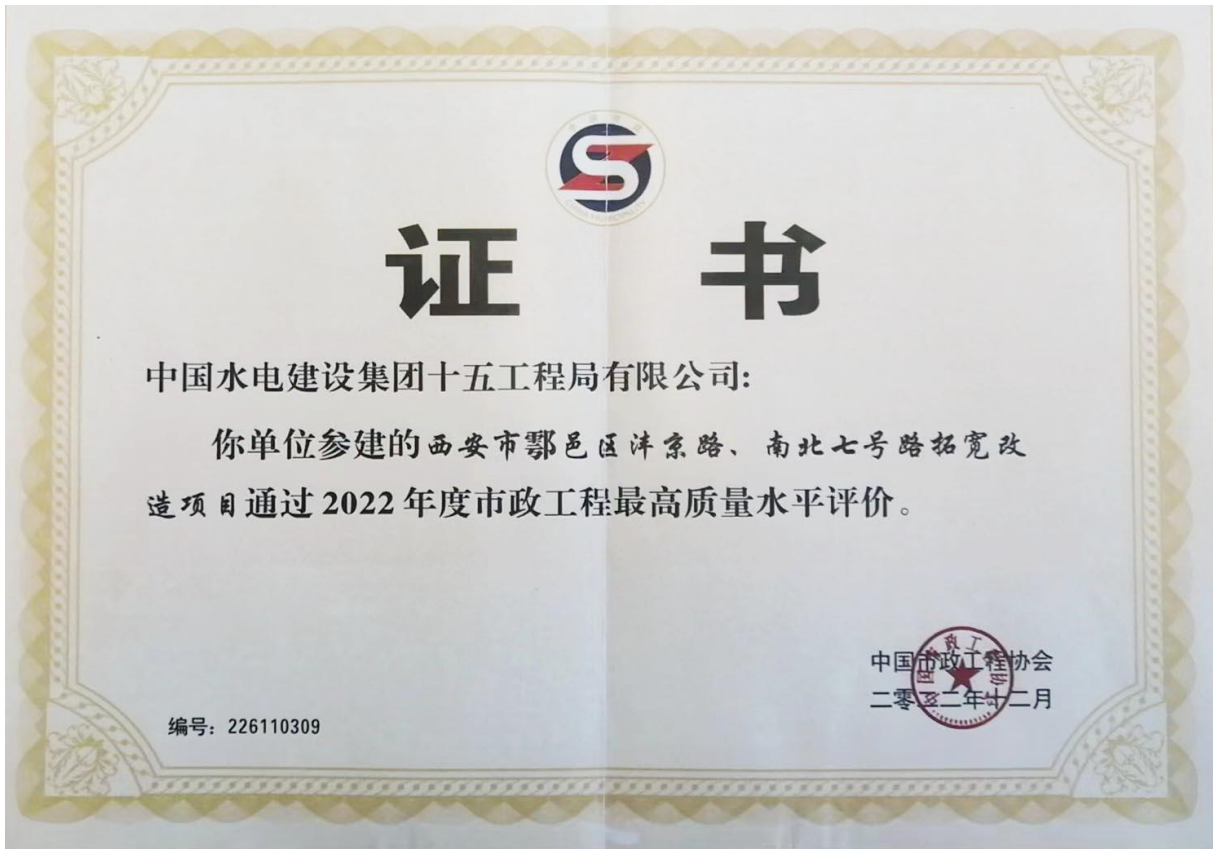 证 书
中国水电建设集团十五工程局有限公司:
你单位参建的西安市鄠邑区沣京路、南北七号路拓宽改
造项目通过 2022 年度市政工程最高质量水平评价。
中国市政工程协会
二零二二年十二月
编号：226110309